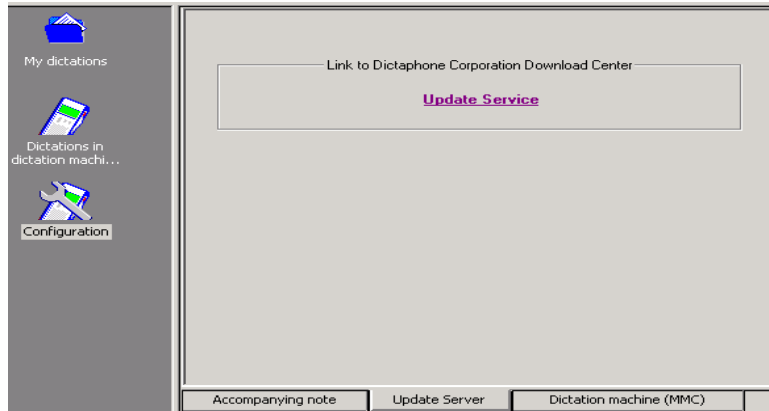 My dictations
Dictations in
dictation machi...
Configuration
Link to Dictaphone Corporation Download Center
Update Service
Accompanying note
Update Server
Dictation machine (MMC)